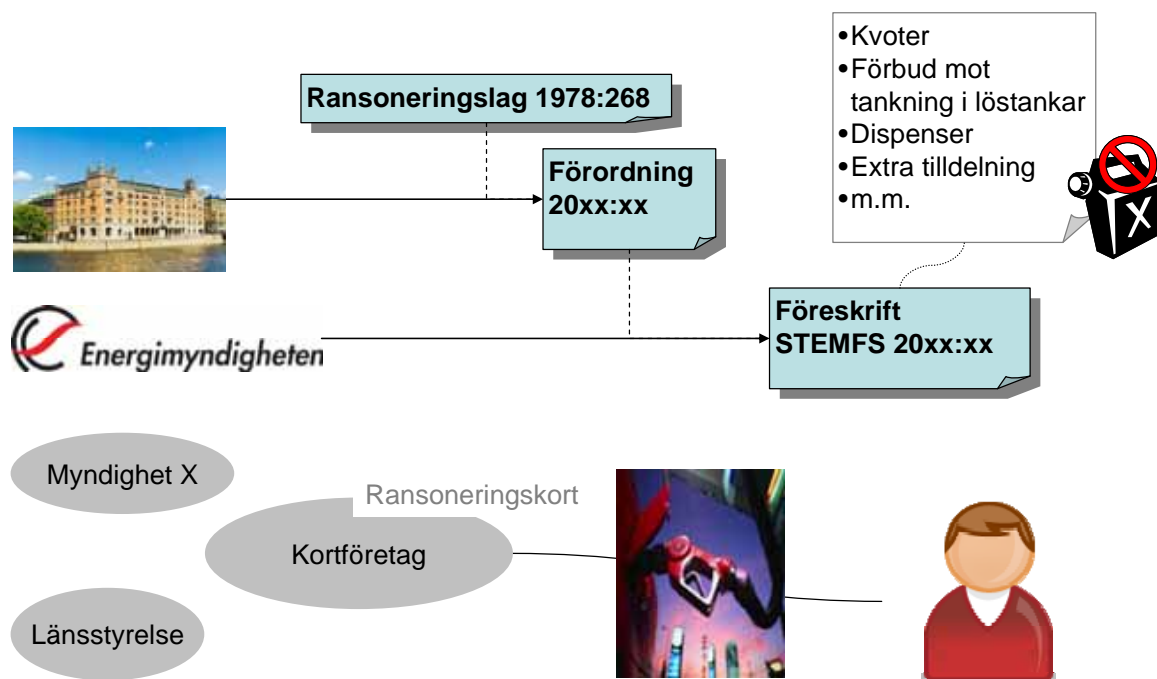 Ransoneringslag 1978:268
Förordning
20xx:xx
•Kvoter
•Förbud mot
tankning i löstankar
•Dispenser
•Extra tilldelning
•m.m.
X
Energimyndigheten
Föreskrift
STEMFS 20xx:xx
Myndighet X
Ransoneringskort
Kortföretag
Länsstyrelse